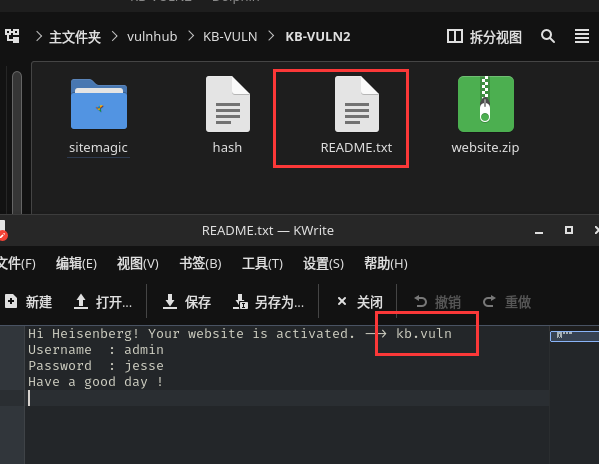 主文件夹 vulnhub KB-VULN KB-VULN2 拆分视图
sitemagic hash README.txt website.zip
README.txt — KWrite
文件(F) 编辑(E) 视图(V) 书签(B) 工具(T) 设置(S) 帮助(H)
新建 打开... 保存 另存为... 关闭 撤销 重做
Hi Heisenberg! Your website is activated. --> kb.vuln
Username  : admin
Password  : jesse
Have a good day !